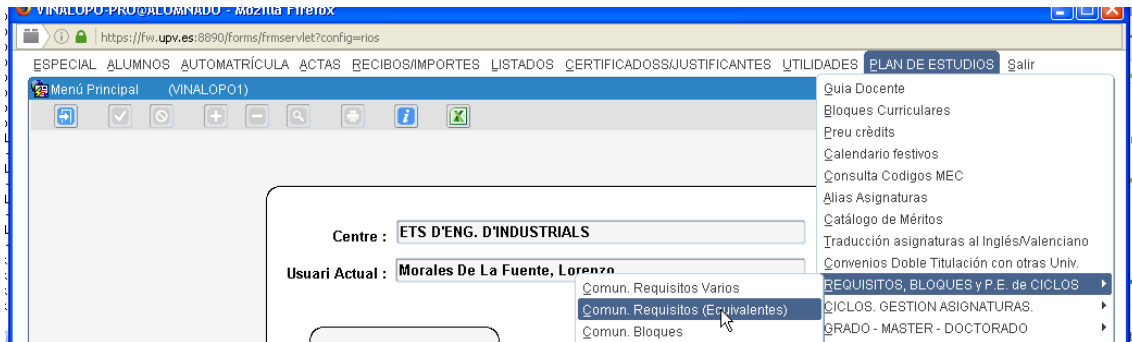 VINALOPO-PRO@ALUMNADO - Mozilla Firefox
https://fw.upv.es:8890/forms/frmservlet?config=rios
ESPECIAL ALUMNOS AUTOMATRÍCULA ACTAS RECIBOS/IMPORTES LISTADOS CERTIFICADOSS/JUSTIFICANTES UTILIDADES PLAN DE ESTUDIOS Salir
Menú Principal (VINALOPO1)
Guia Docente
Bloques Curriculares
Preu crèdits
Calendario festivos
Consulta Codigos MEC
Alias Asignaturas
Catálogo de Méritos
Traducción asignaturas al Inglés/Valenciano
Convenios Doble Titulación con otras Univ.
REQUISITOS, BLOQUES y P.E. de CICLOS
CICLOS. GESTION ASIGNATURAS.
GRADO - MASTER - DOCTORADO
Centre : ETS D'ENG. D'INDUSTRIALS
Usuari Actual : Morales De La Fuente, Lorenzo
Comun. Requisitos Varios
Comun. Requisitos (Equivalentes)
Comun. Bloques